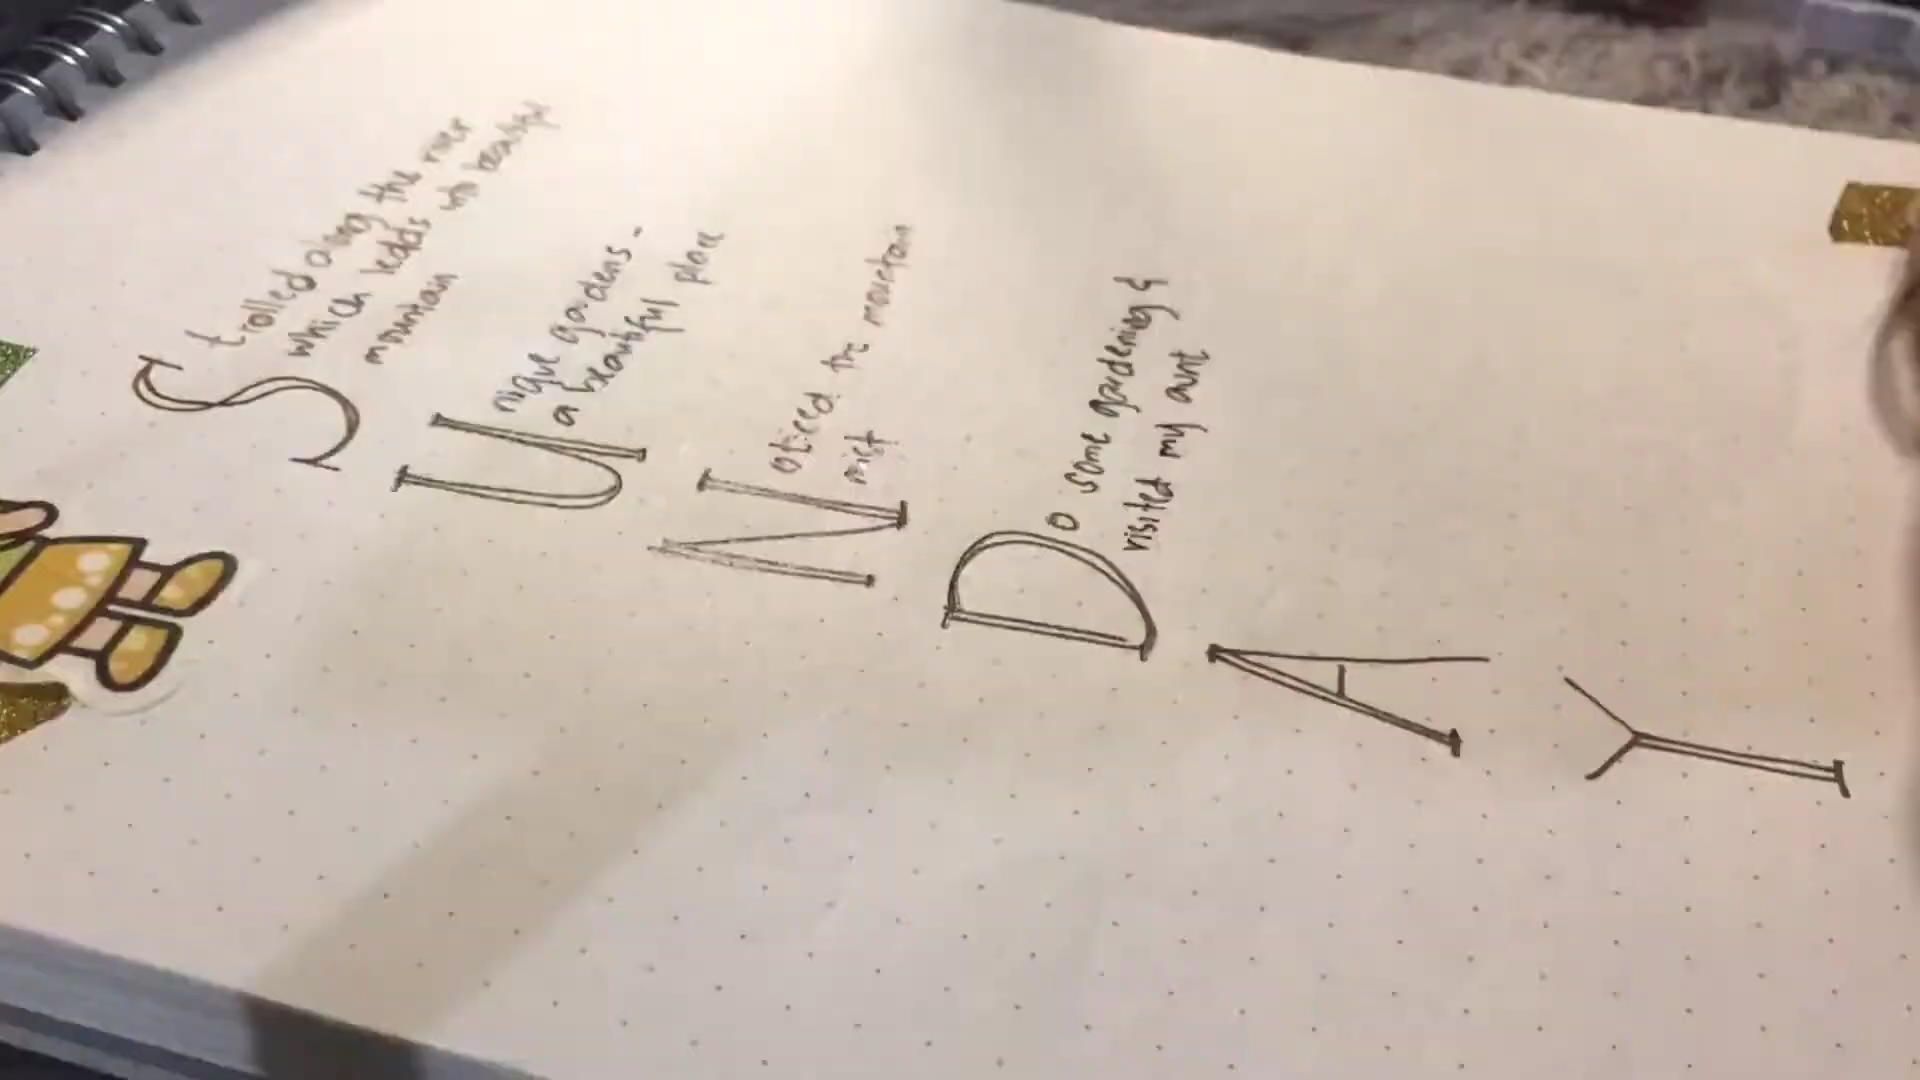 Strolled along the river
which leads into beautiful
mountain
Unique gardens -
a beautiful place
Noticed the mountain
mist
Do some gardening &
visited my aunt
A
Y